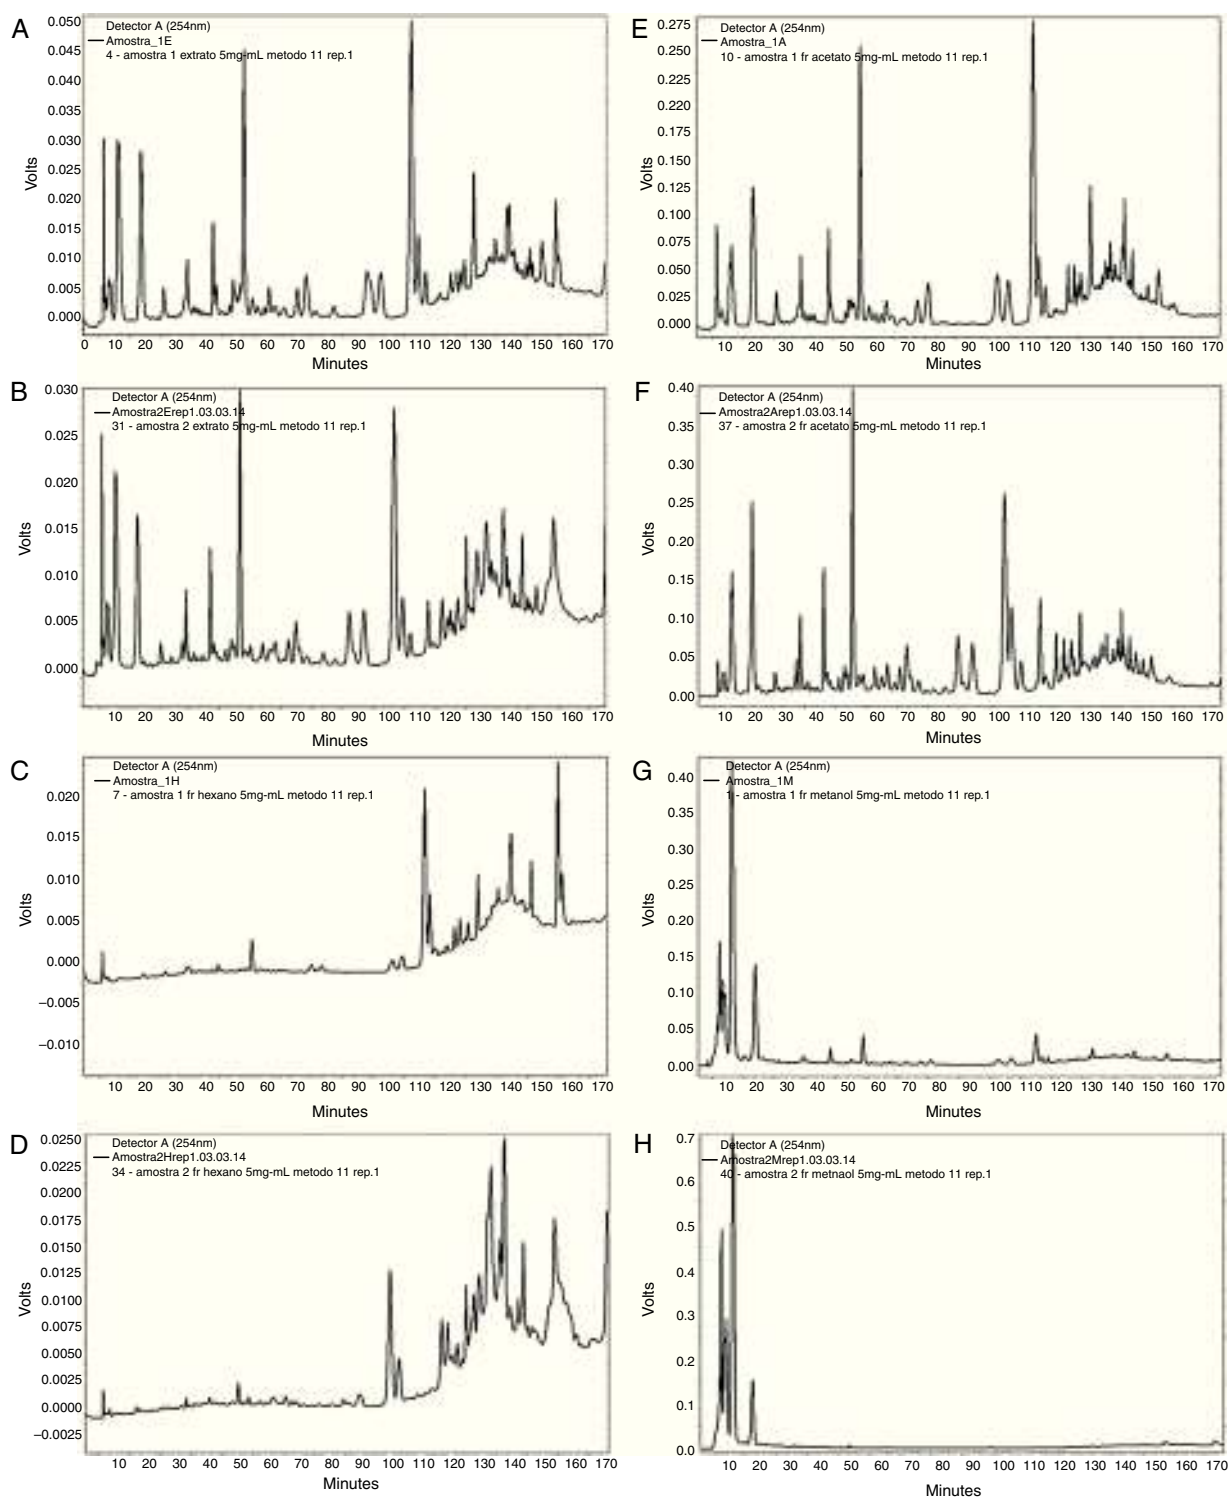 A
Detector A (254nm)
Amostra_1E
4 - amostra 1 extrato 5mg-mL metodo 11 rep.1
Volts
0.050
0.045
0.040
0.035
0.030
0.025
0.020
0.015
0.010
0.005
0.000
10 20 30 40 50 60 70 80 90 100 110 120 130 140 150 160 170
Minutes
B
Detector A (254nm)
Amostra2Erep1.03.03.14
31 - amostra 2 extrato 5mg-mL metodo 11 rep.1
Volts
0.030
0.025
0.020
0.015
0.010
0.005
0.000
10 20 30 40 50 60 70 80 90 100 110 120 130 140 150 160 170
Minutes
C
Detector A (254nm)
Amostra_1H
7 - amostra 1 fr hexano 5mg-mL metodo 11 rep.1
Volts
0.020
0.015
0.010
0.005
0.000
–0.005
–0.010
10 20 30 40 50 60 70 80 90 100 110 120 130 140 150 160 170
Minutes
D
Detector A (254nm)
Amostra2Hrep1.03.03.14
34 - amostra 2 fr hexano 5mg-mL metodo 11 rep.1
Volts
0.0250
0.0225
0.0200
0.0175
0.0150
0.0125
0.0100
0.0075
0.0050
0.0025
0.0000
–0.0025
10 20 30 40 50 60 70 80 90 100 110 120 130 140 150 160 170
Minutes
E
Detector A (254nm)
Amostra_1A
10 - amostra 1 fr acetato 5mg-mL metodo 11 rep.1
Volts
0.275
0.250
0.225
0.220
0.175
0.150
0.125
0.100
0.075
0.050
0.025
0.000
10 20 30 40 50 60 70 80 90 100 110 120 130 140 150 160 170
Minutes
F
Detector A (254nm)
Amostra2Arep1.03.03.14
37 - amostra 2 fr acetato 5mg-mL metodo 11 rep.1
Volts
0.40
0.35
0.30
0.25
0.20
0.15
0.10
0.05
0.00
10 20 30 40 50 60 70 80 90 100 110 120 130 140 150 160 170
Minutes
G
Detector A (254nm)
Amostra_1M
1 - amostra 1 fr metanol 5mg-mL metodo 11 rep.1
Volts
0.40
0.35
0.30
0.25
0.20
0.15
0.10
0.05
0.00
10 20 30 40 50 60 70 80 90 100 110 120 130 140 150 160 170
Minutes
H
Detector A (254nm)
Amostra2Mrep1.03.03.14
40 - amostra 2 fr metnaol 5mg-mL metodo 11 rep.1
Volts
0.7
0.6
0.5
0.4
0.3
0.2
0.1
0.0
10 20 30 40 50 60 70 80 90 100 110 120 130 140 150 160 170
Minutes